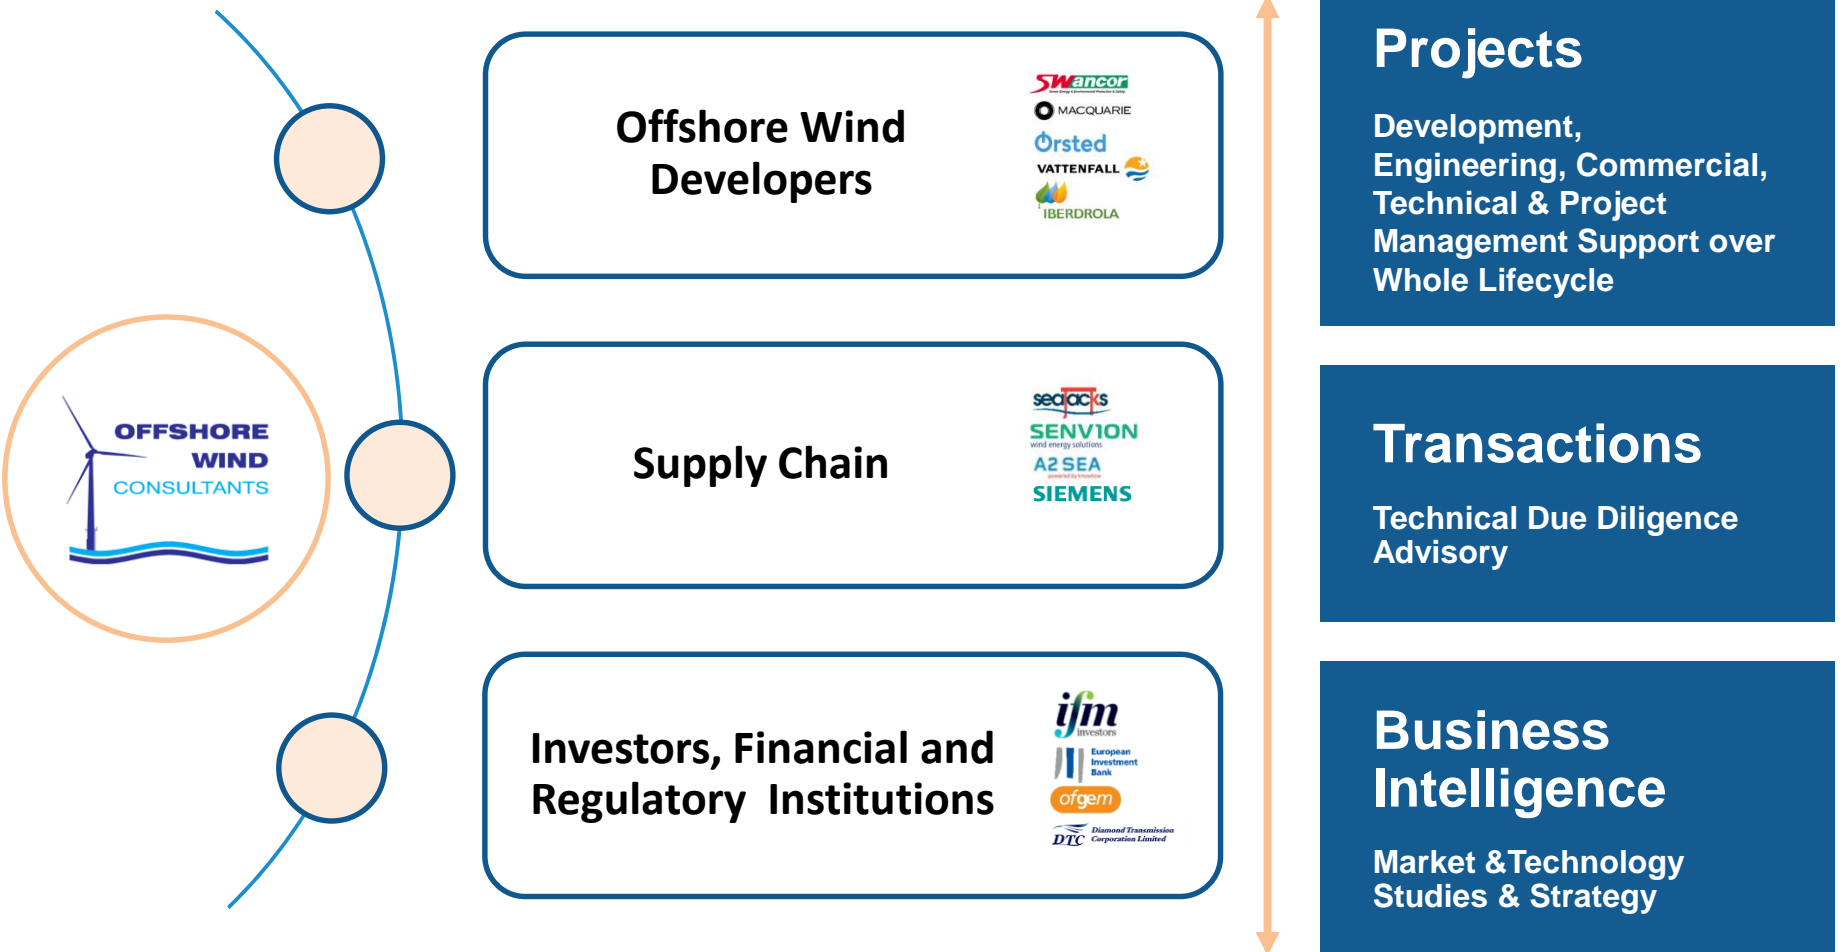 OFFSHORE
WIND
CONSULTANTS
Offshore Wind
Developers
SWancor
MACQUARIE
Ørsted
VATTENFALL
IBERDROLA
Supply Chain
seajacks
SENVION
wind energy solutions
A2SEA
powered by knowhow
SIEMENS
Investors, Financial and
Regulatory Institutions
ifm
investors
European
Investment
Bank
ofgem
DTC
Diamond Transmission
Corporation Limited
Projects
Development,
Engineering, Commercial,
Technical & Project
Management Support over
Whole Lifecycle
Transactions
Technical Due Diligence
Advisory
Business
Intelligence
Market &Technology
Studies & Strategy